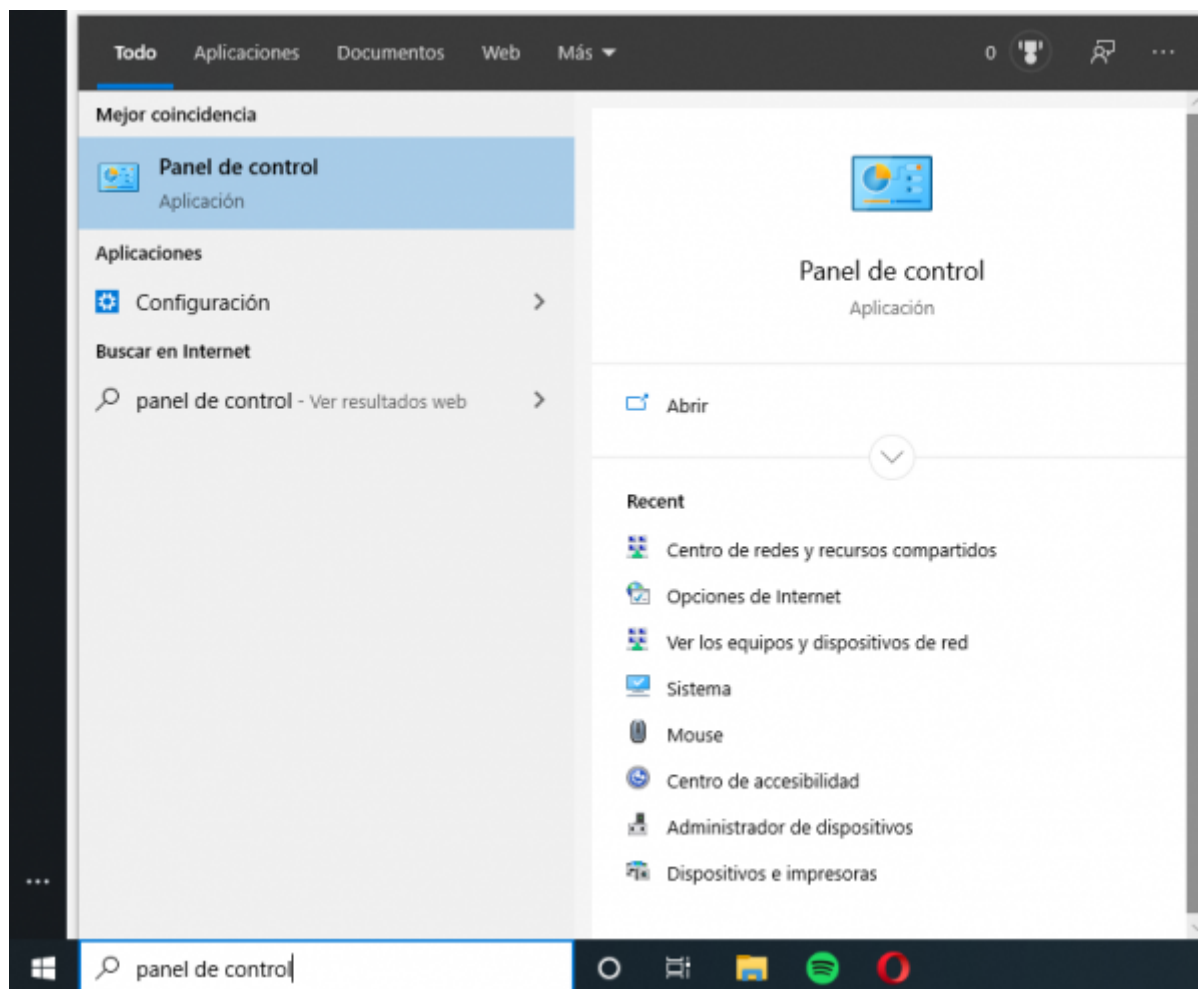 Todo Aplicaciones Documentos Web Más 0
Mejor coincidencia
Panel de control
Aplicación
Aplicaciones
Configuración
Buscar en Internet
panel de control - Ver resultados web
Panel de control
Aplicación
Abrir
Recent
Centro de redes y recursos compartidos
Opciones de Internet
Ver los equipos y dispositivos de red
Sistema
Mouse
Centro de accesibilidad
Administrador de dispositivos
Dispositivos e impresoras
panel de control